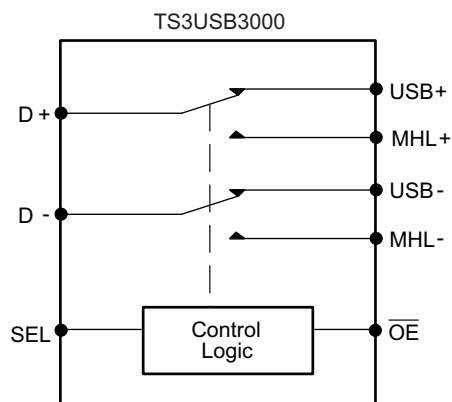 TS3USB3000
D+
USB+
MHL+
D-
USB-
MHL-
SEL
Control
Logic
OE